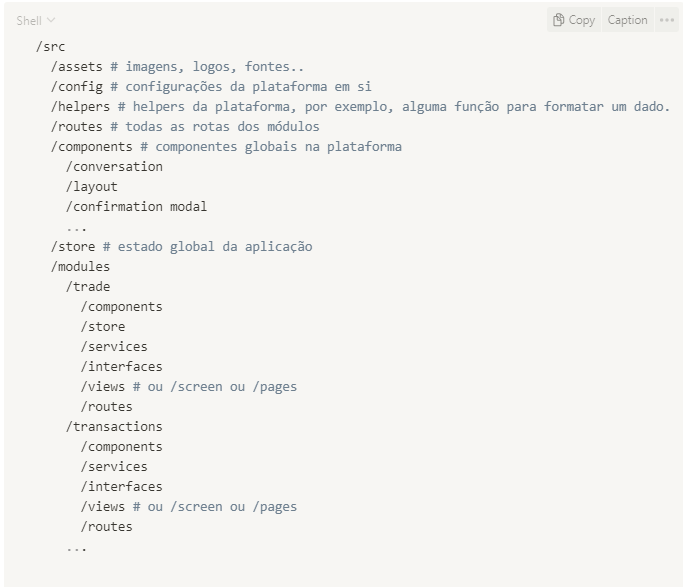 Shell
Copy Caption
/src
/assets # imagens, logos, fontes..
/config # configurações da plataforma em si
/helpers # helpers da plataforma, por exemplo, alguma função para formatar um dado.
/routes # todas as rotas dos módulos
/components # componentes globais na plataforma
/conversation
/layout
/confirmation modal
...
/store # estado global da aplicação
/modules
/trade
/components
/store
/services
/interfaces
/views # ou /screen ou /pages
/routes
/transactions
/components
/services
/interfaces
/views # ou /screen ou /pages
/routes
...